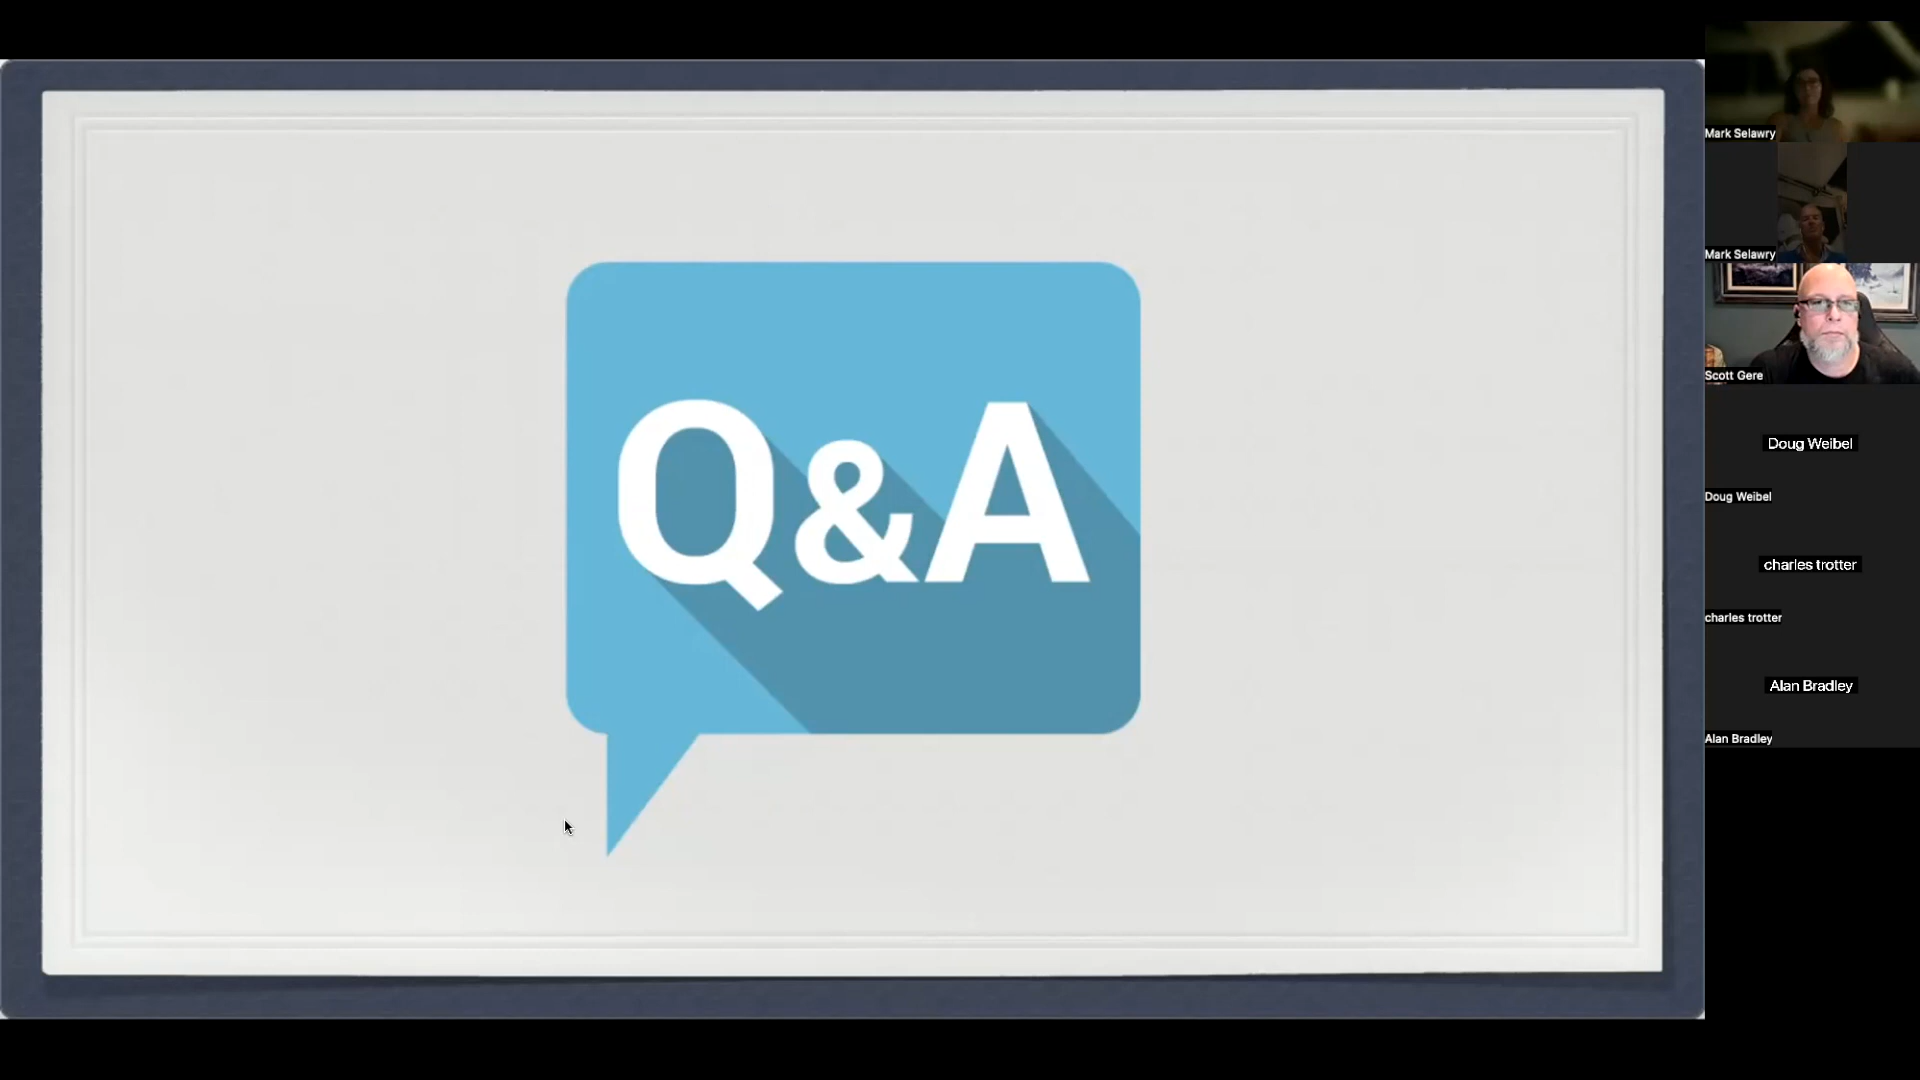 Q&A
Mark Selawry
Mark Selawry
Scott Gere
Doug Weibel
Doug Weibel
charles trotter
charles trotter
Alan Bradley
Alan Bradley